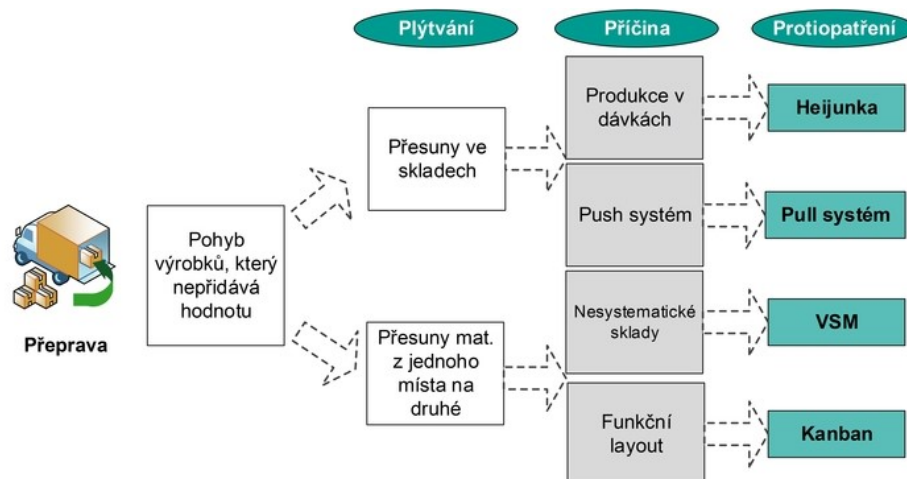 Plýtvání
Příčina
Protiopatření
Přeprava
Pohyb
výrobků, který
nepřidává
hodnotu
Přesuny ve
skladech
Přesuny mat.
z jednoho
místa na
druhé
Produkce v
dávkách
Push systém
Nesystematické
sklady
Funkční
layout
Heijunka
Pull systém
VSM
Kanban